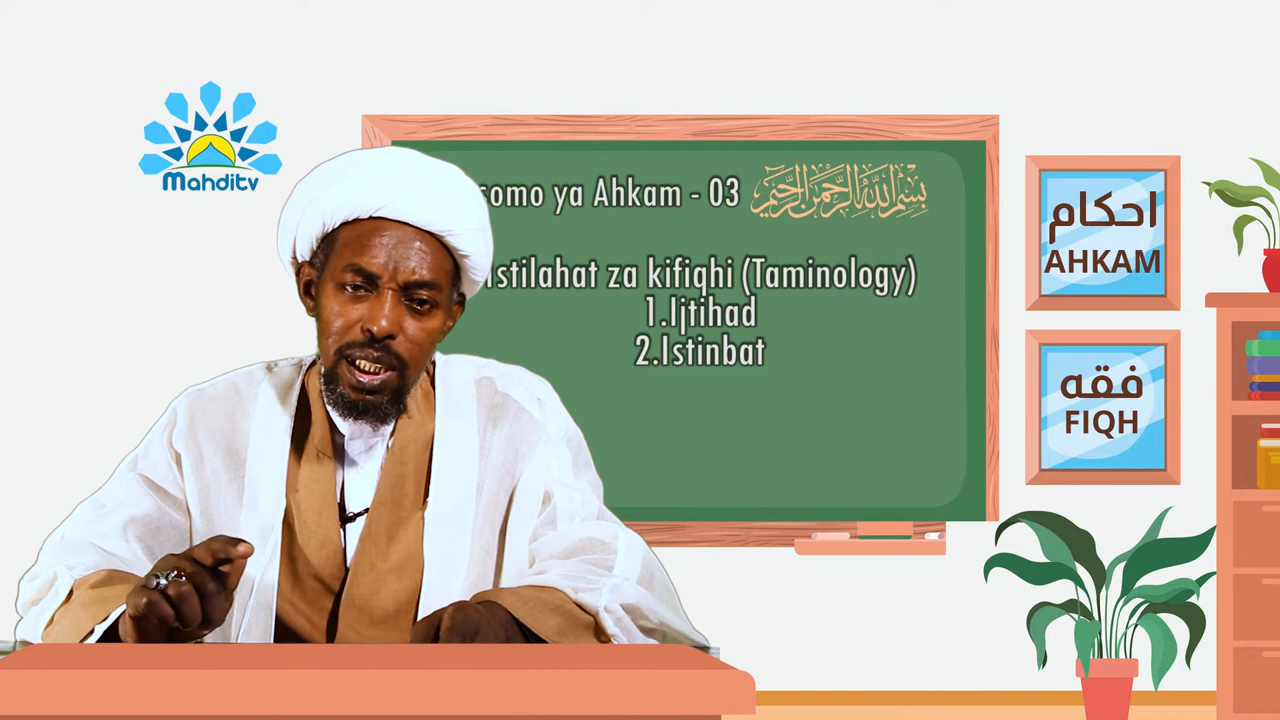 Mahditv
somo ya Ahkam - 03
بسم الله الرحمن الرحيم
Istilahat za kifiqhi (Taminology)
1.Ijtihad
2.Istinbat
احكام
AHKAM
فقه
FIQH